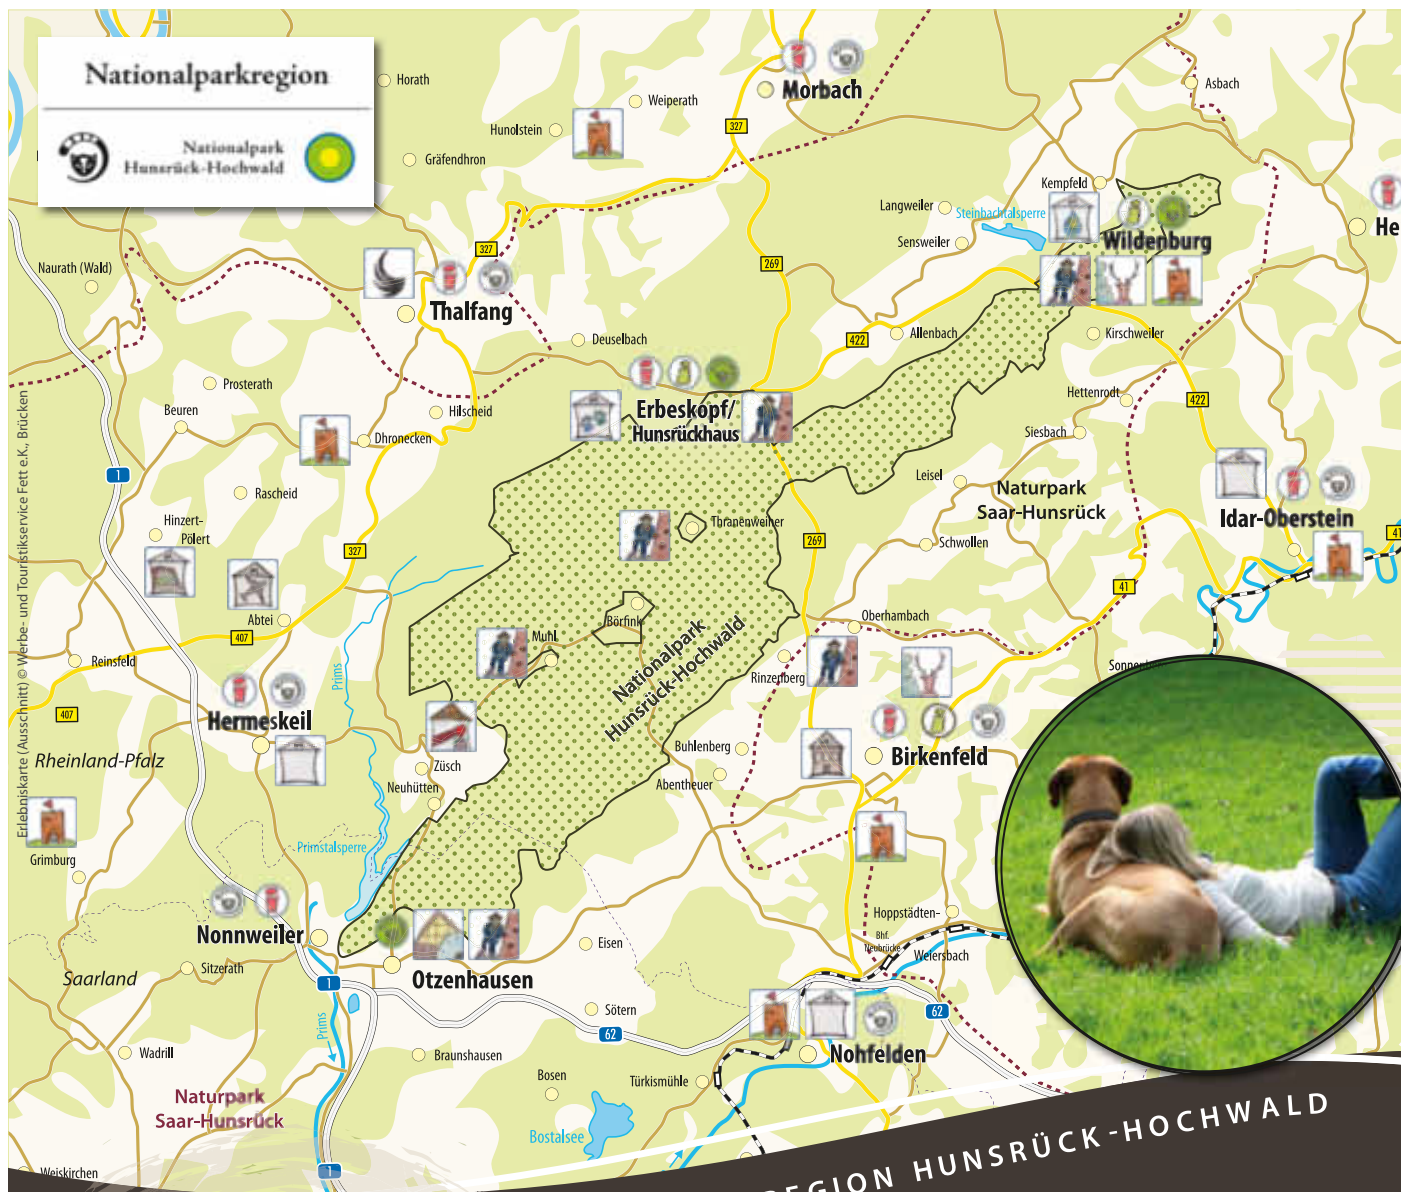 Nationalparkregion
Nationalpark
Hunsrück-Hochwald
Horath
Weiperath
Hunolstein
Gräfendhron
Morbach
327
Asbach
Kempfeld
Langweiler
Steinbachtalsperre
Sensweiler
Wildenburg
He
Naurath (Wald)
327
269
Thalfang
Deuselbach
422
Allenbach
Kirschweiler
Prosterath
Beuren
Hilscheid
Dhronecken
Erbeskopf/
Hunsrückhaus
Hettenrodt
422
Siesbach
1
Rascheid
Leisel
Naturpark
Saar-Hunsrück
Idar-Oberstein
Hinzert-
Pölert
Thranenweiher
327
269
Schwollen
41
41
Abtei
407
Börfink
Oberhambach
Muhl
Reinsfeld
Prims
Rinzenberg
Nationalpark
Hunsrück-Hochwald
407
Hermeskeil
Rheinland-Pfalz
Züsch
Neuhütten
Buhlenberg
Abentheuer
Birkenfeld
Grimburg
Primstalsperre
Erlebniskarte (Ausschnitt) © Werbe- und Touristikservice Fett e.K., Brücken
Hoppstädten-
Weiersbach
Bhf.
Neubrücke
Nonnweiler
Eisen
Saarland
Sitzerath
1
Otzenhausen
Sötern
62
62
Prims
Wadrill
Braunshausen
Nohfelden
Bosen
Türkismühle
Naturpark
Saar-Hunsrück
Bostalsee
Weiskirchen
1
REGION HUNSRÜCK-HOCHWALD